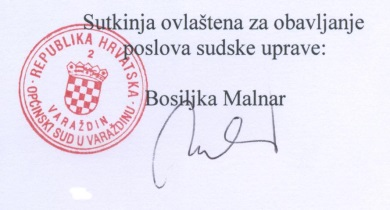 Sutkinja ovlaštena za obavljanje
poslova sudske uprave:
Bosiljka Malnar
REPUBLIKA HRVATSKA
2
VARAŽDIN
OPĆINSKI SUD U VARAŽDINU